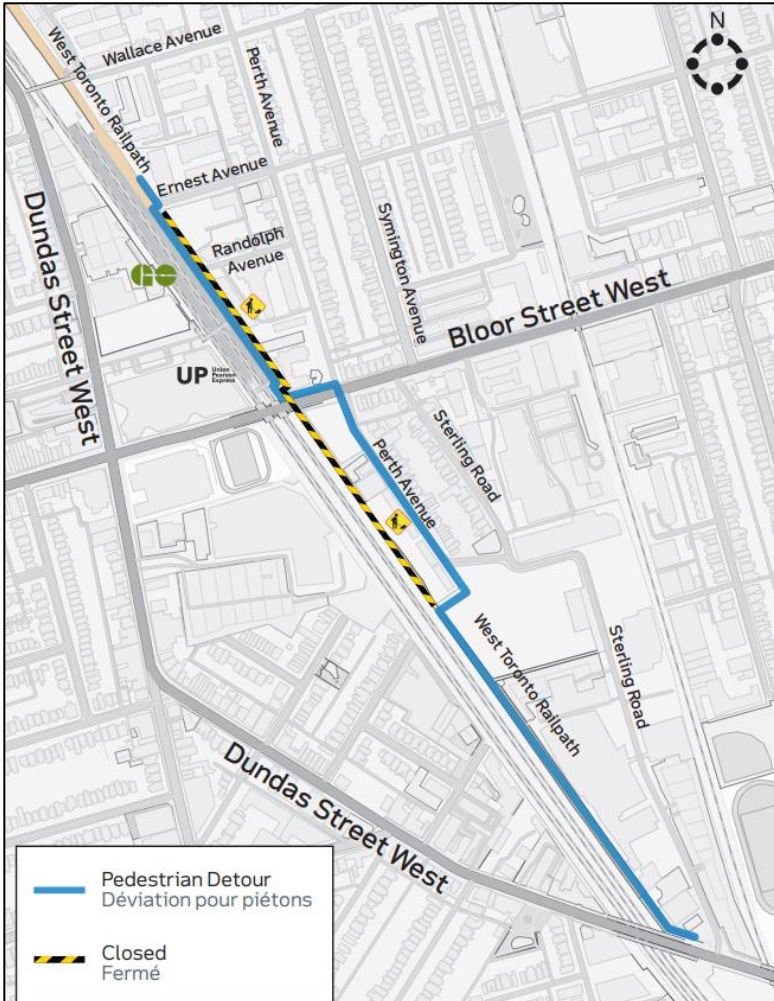 N
Wallace Avenue
West Toronto Railpath
Perth
Avenue
Ernest Avenue
Dundas Street West
Randolph
Avenue
Symington Avenue
GO
Bloor Street West
UP Union
Pearson
Express
Perth Avenue
Sterling Road
West Toronto Railpath
Sterling Road
Dundas Street West
Pedestrian Detour
Déviation pour piétons
Closed
Fermé